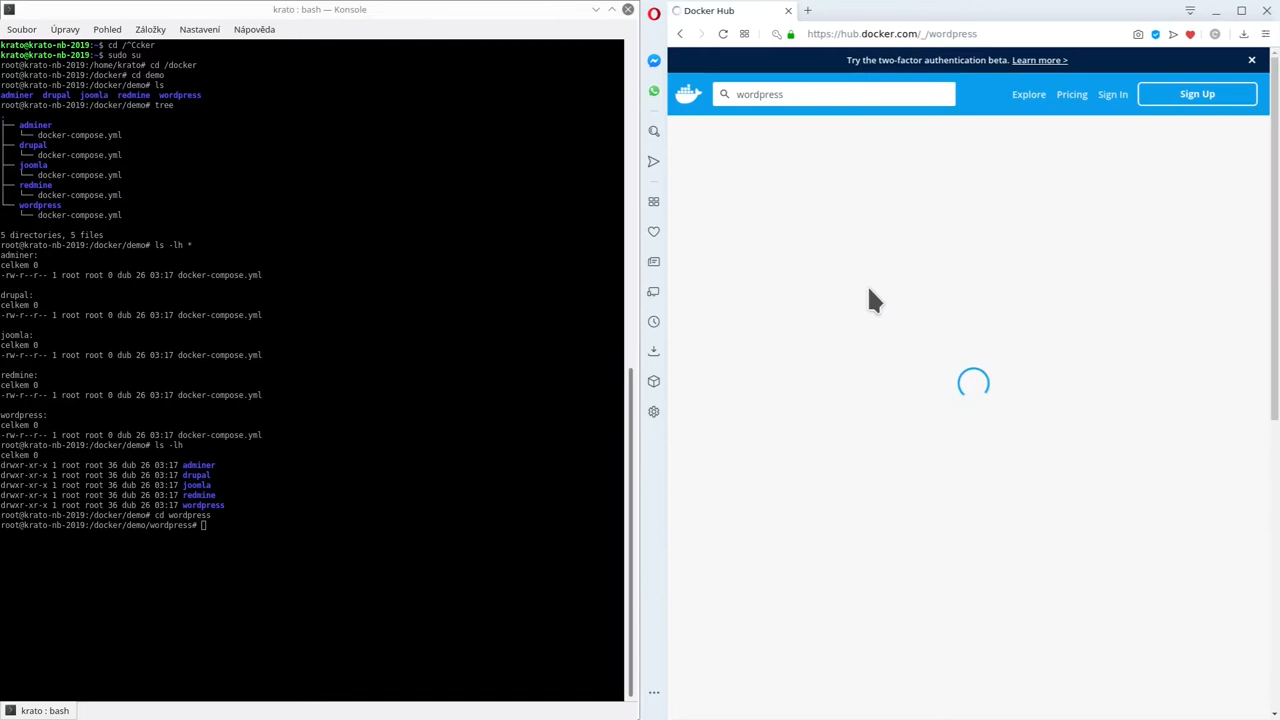 krato : bash — Konsole
Soubor Úpravy Pohled Záložky Nastavení Nápověda
krato@krato-nb-2019:~$ cd /^Ccker
krato@krato-nb-2019:~$ sudo su
root@krato-nb-2019:/home/krato# cd /docker
root@krato-nb-2019:/docker# cd demo
root@krato-nb-2019:/docker/demo# ls
adminer drupal joomla redmine wordpress
root@krato-nb-2019:/docker/demo# tree
.
├── adminer
│   └── docker-compose.yml
├── drupal
│   └── docker-compose.yml
├── joomla
│   └── docker-compose.yml
├── redmine
│   └── docker-compose.yml
└── wordpress
    └── docker-compose.yml
5 directories, 5 files
root@krato-nb-2019:/docker/demo# ls -lh *
adminer:
celkem 0
-rw-r--r-- 1 root root 0 dub 26 03:17 docker-compose.yml
drupal:
celkem 0
-rw-r--r-- 1 root root 0 dub 26 03:17 docker-compose.yml
joomla:
celkem 0
-rw-r--r-- 1 root root 0 dub 26 03:17 docker-compose.yml
redmine:
celkem 0
-rw-r--r-- 1 root root 0 dub 26 03:17 docker-compose.yml
wordpress:
celkem 0
-rw-r--r-- 1 root root 0 dub 26 03:17 docker-compose.yml
root@krato-nb-2019:/docker/demo# ls -lh
celkem 0
drwxr-xr-x 1 root root 36 dub 26 03:17 adminer
drwxr-xr-x 1 root root 36 dub 26 03:17 drupal
drwxr-xr-x 1 root root 36 dub 26 03:17 joomla
drwxr-xr-x 1 root root 36 dub 26 03:17 redmine
drwxr-xr-x 1 root root 36 dub 26 03:17 wordpress
root@krato-nb-2019:/docker/demo# cd wordpress
root@krato-nb-2019:/docker/demo/wordpress#
krato : bash
Docker Hub
https://hub.docker.com/_/wordpress
Try the two-factor authentication beta. Learn more >
wordpress
Explore Pricing Sign In Sign Up